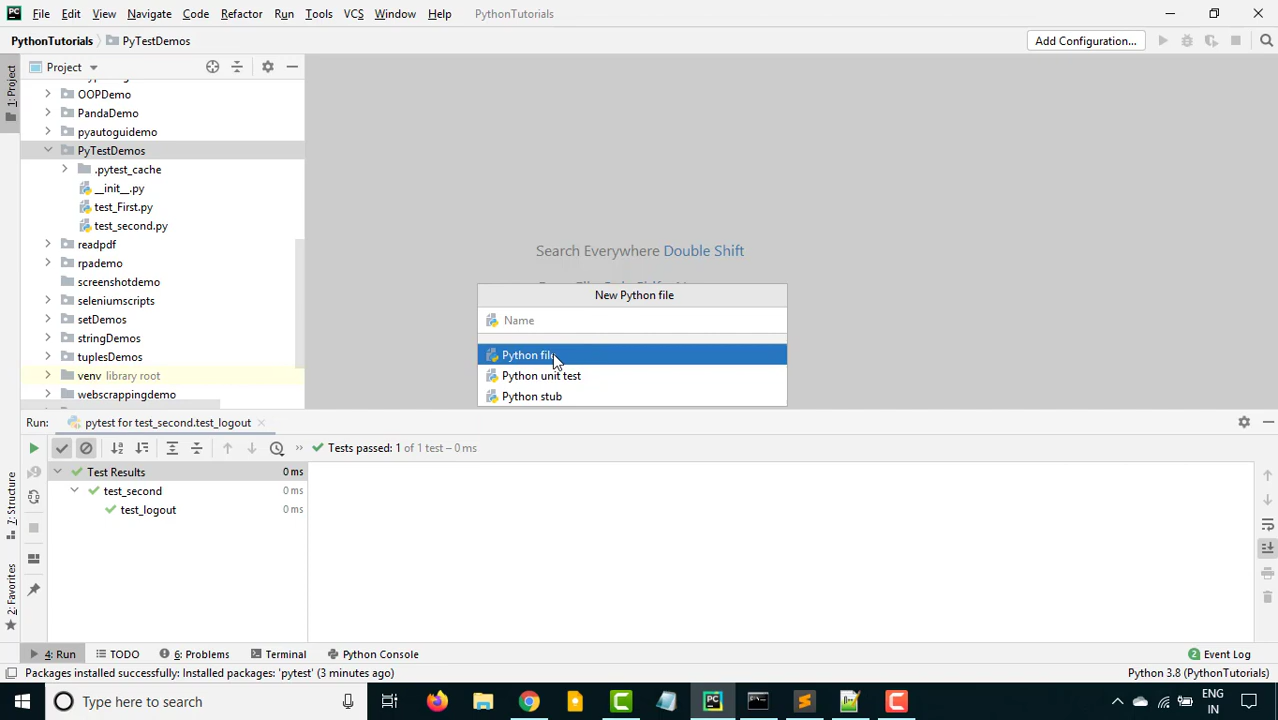 File Edit View Navigate Code Refactor Run Tools VCS Window Help PythonTutorials
PythonTutorials PyTestDemos Add Configuration...
1: Project
Project
OOPDemo
PandaDemo
pyautoguidemo
PyTestDemos
.pytest_cache
__init__.py
test_First.py
test_second.py
readpdf
rpademo
screenshotdemo
seleniumscripts
setDemos
stringDemos
tuplesDemos
venv library root
webscrappingdemo
Search Everywhere Double Shift
New Python file
Name
Python file
Python unit test
Python stub
Run: pytest for test_second.test_logout
Tests passed: 1 of 1 test – 0 ms
Test Results 0 ms
test_second 0 ms
test_logout 0 ms
7: Structure
2: Favorites
4: Run TODO 6: Problems Terminal Python Console 2 Event Log
Packages installed successfully: Installed packages: 'pytest' (3 minutes ago) Python 3.8 (PythonTutorials)
Type here to search
ENG
IN